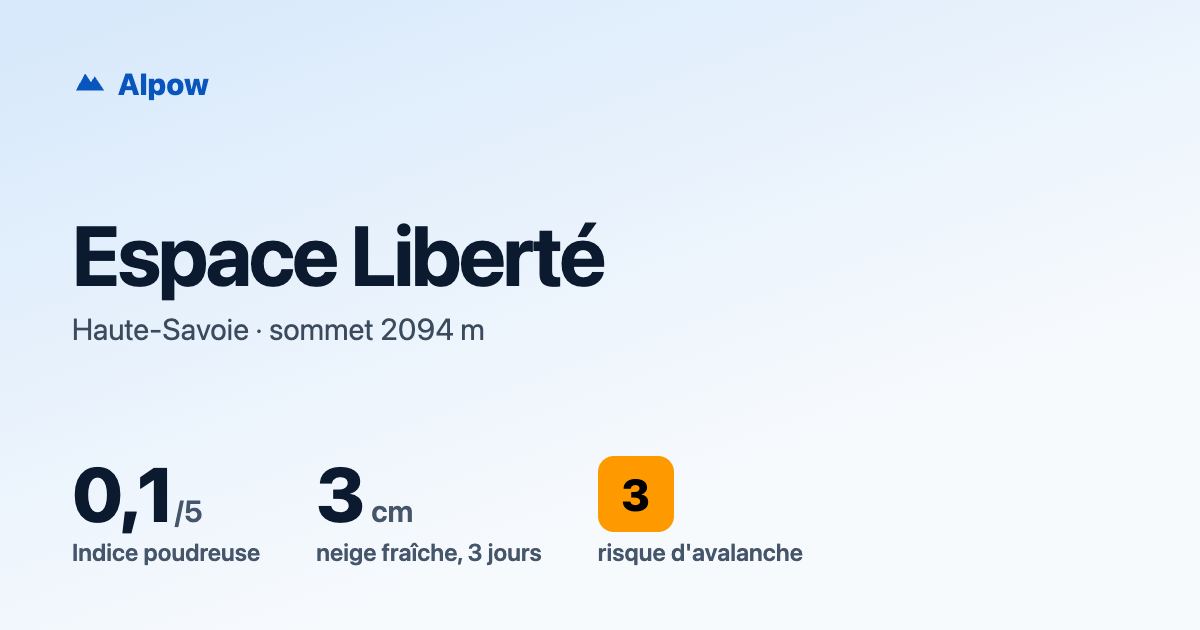 Alpow
Espace Liberté
Haute-Savoie · sommet 2094 m
0,1/5
Indice poudreuse
3 cm
neige fraîche, 3 jours
3
risque d'avalanche